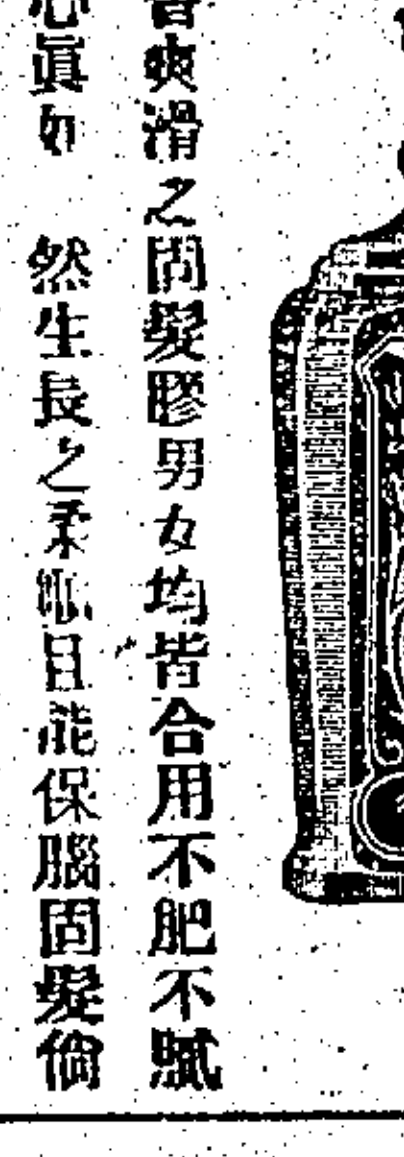 爽滑之固髮膠男女均皆合用不肥不膩
心眞如 然生長之柔 且能保腦固髮倘